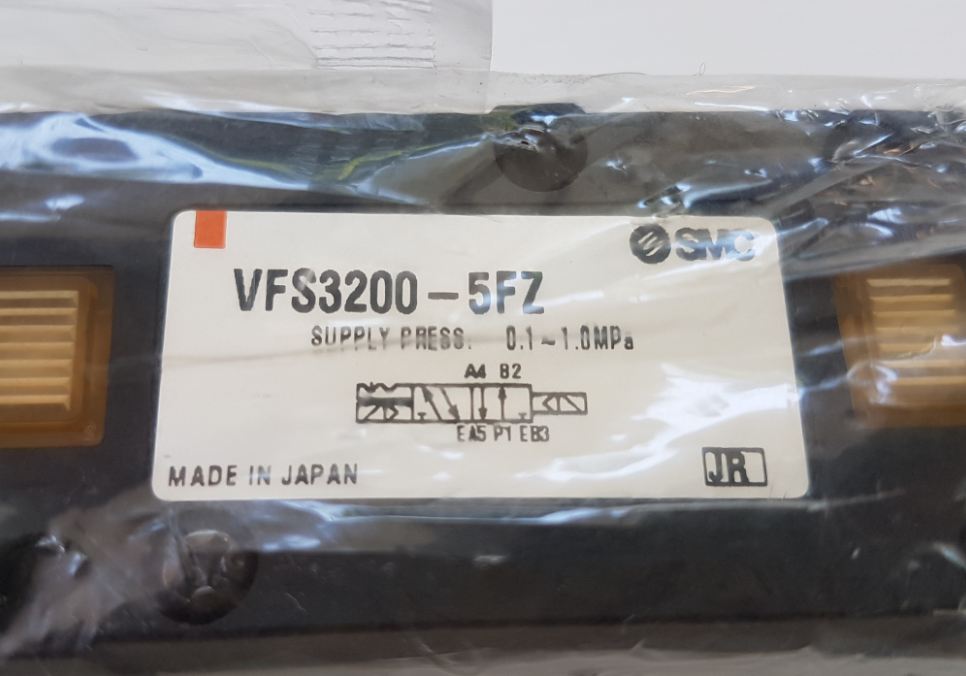 SMC
VFS3200-5FZ
SUPPLY PRESS. 0.1~1.0MPa
A4 B2
EA5 P1 EB3
MADE IN JAPAN
JR